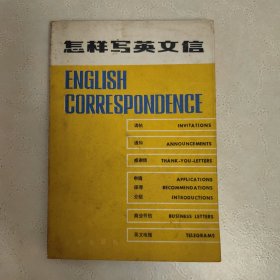 怎样写英文信
ENGLISH
CORRESPONDENCE
请帖 INVITATIONS
通知 ANNOUNCEMENTS
感谢信 THANK-YOU-LETTERS
申请 APPLICATIONS
推荐 RECOMMENDATIONS
介绍 INTRODUCTIONS
商业书信 BUSINESS LETTERS
英文电报 TELEGRAMS